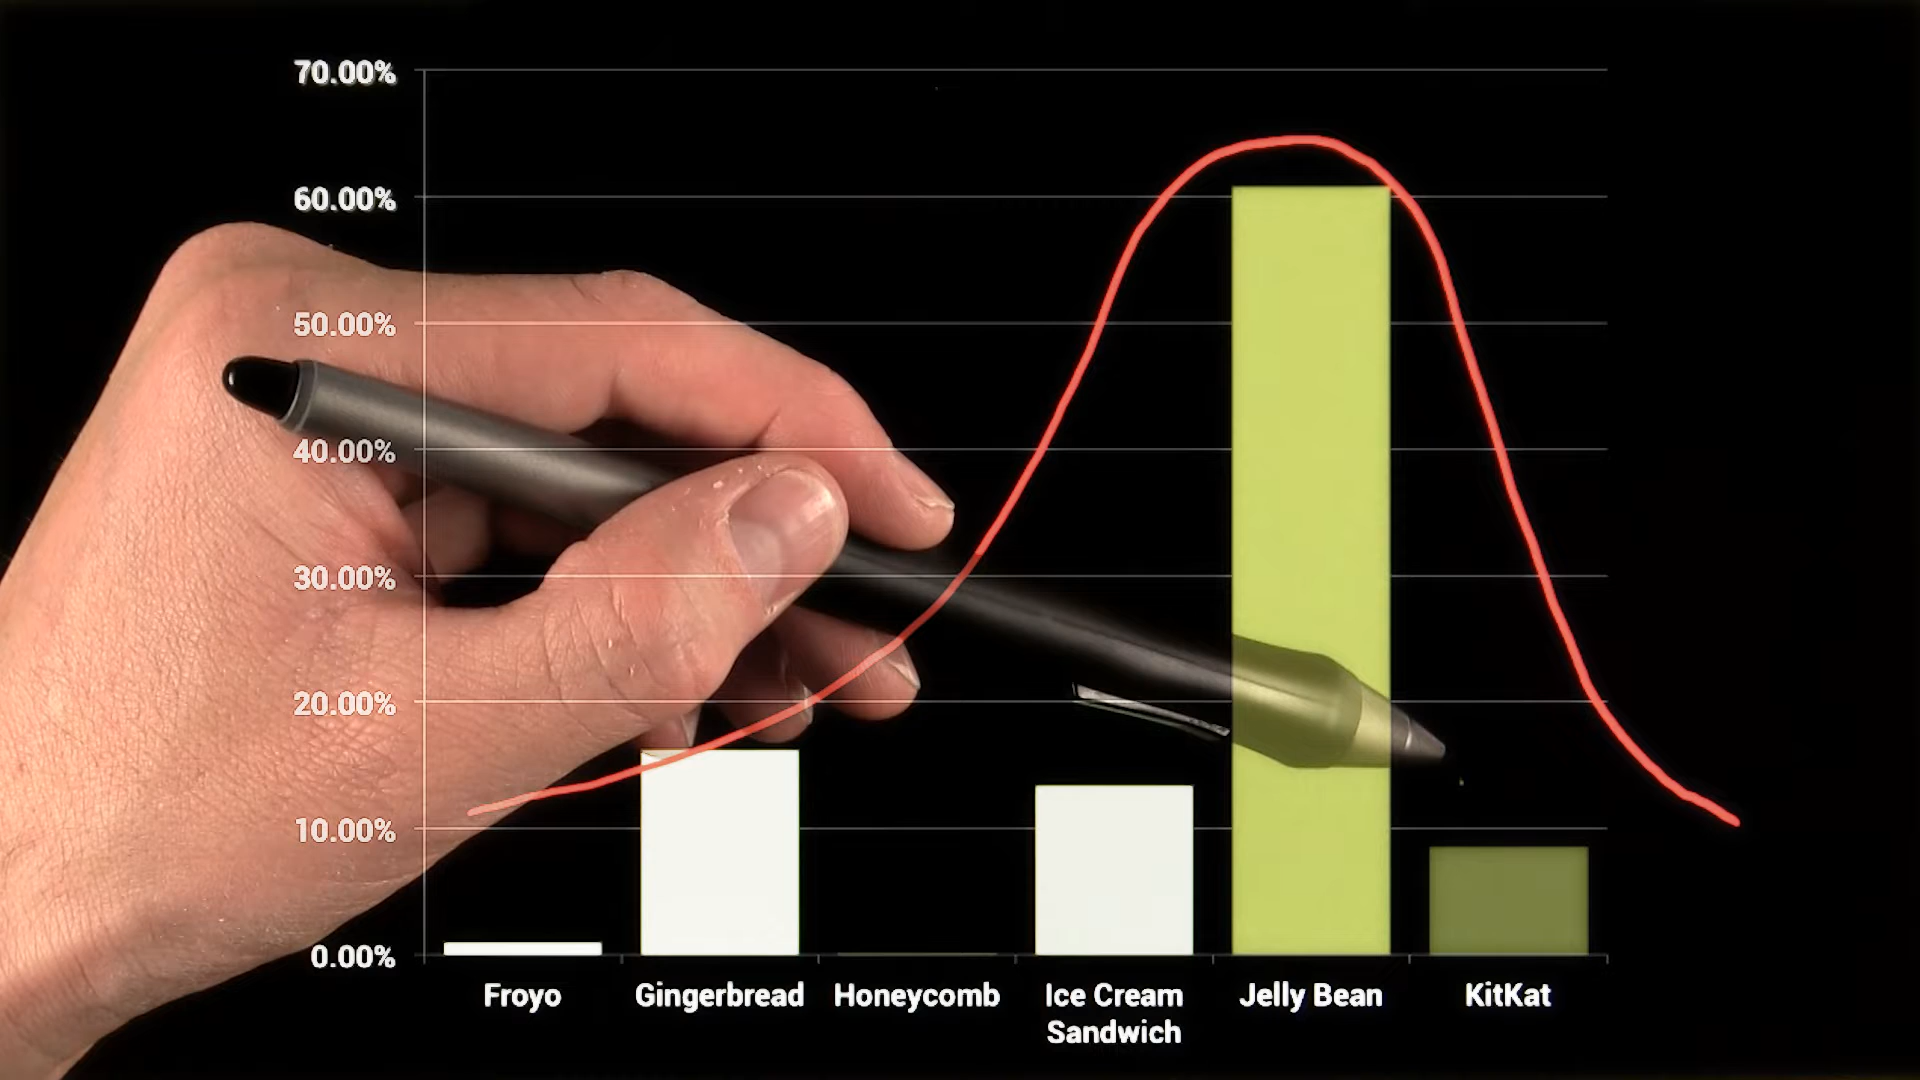 70.00%
60.00%
50.00%
40.00%
30.00%
20.00%
10.00%
0.00%
Froyo
Gingerbread
Honeycomb
Ice Cream
Sandwich
Jelly Bean
KitKat